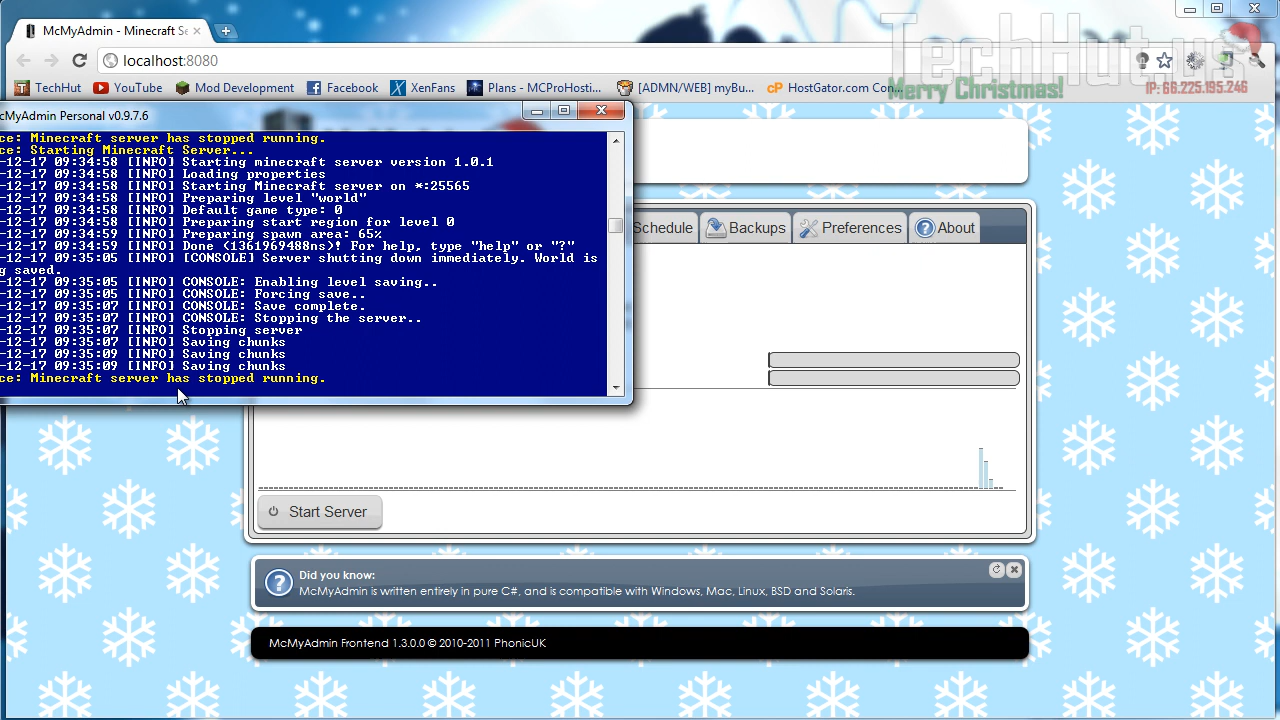 McMyAdmin - Minecraft Se
TechHut.us
localhost:8080
Merry Christmas!
IP: 66.225.195.246
TechHut
YouTube
Mod Development
Facebook
XenFans
Plans - MCProHosti...
[ADMN/WEB] myBu...
HostGator.com Con...
cMyAdmin Personal v0.9.7.6
ce: Minecraft server has stopped running.
ce: Starting Minecraft Server...
-12-17 09:34:58 [INFO] Starting minecraft server version 1.0.1
-12-17 09:34:58 [INFO] Loading properties
-12-17 09:34:58 [INFO] Starting Minecraft server on *:25565
-12-17 09:34:58 [INFO] Preparing level "world"
-12-17 09:34:58 [INFO] Default game type: 0
-12-17 09:34:58 [INFO] Preparing start region for level 0
-12-17 09:34:59 [INFO] Preparing spawn area: 65%
-12-17 09:34:59 [INFO] Done (1361969488ns)! For help, type "help" or "?"
-12-17 09:35:05 [INFO] [CONSOLE] Server shutting down immediately. World is
g saved.
-12-17 09:35:05 [INFO] CONSOLE: Enabling level saving..
-12-17 09:35:05 [INFO] CONSOLE: Forcing save..
-12-17 09:35:07 [INFO] CONSOLE: Save complete.
-12-17 09:35:07 [INFO] CONSOLE: Stopping the server..
-12-17 09:35:07 [INFO] Stopping server
-12-17 09:35:07 [INFO] Saving chunks
-12-17 09:35:09 [INFO] Saving chunks
-12-17 09:35:09 [INFO] Saving chunks
ce: Minecraft server has stopped running.
Schedule
Backups
Preferences
About
Start Server
Did you know:
McMyAdmin is written entirely in pure C#, and is compatible with Windows, Mac, Linux, BSD and Solaris.
McMyAdmin Frontend 1.3.0.0 © 2010-2011 PhonicUK